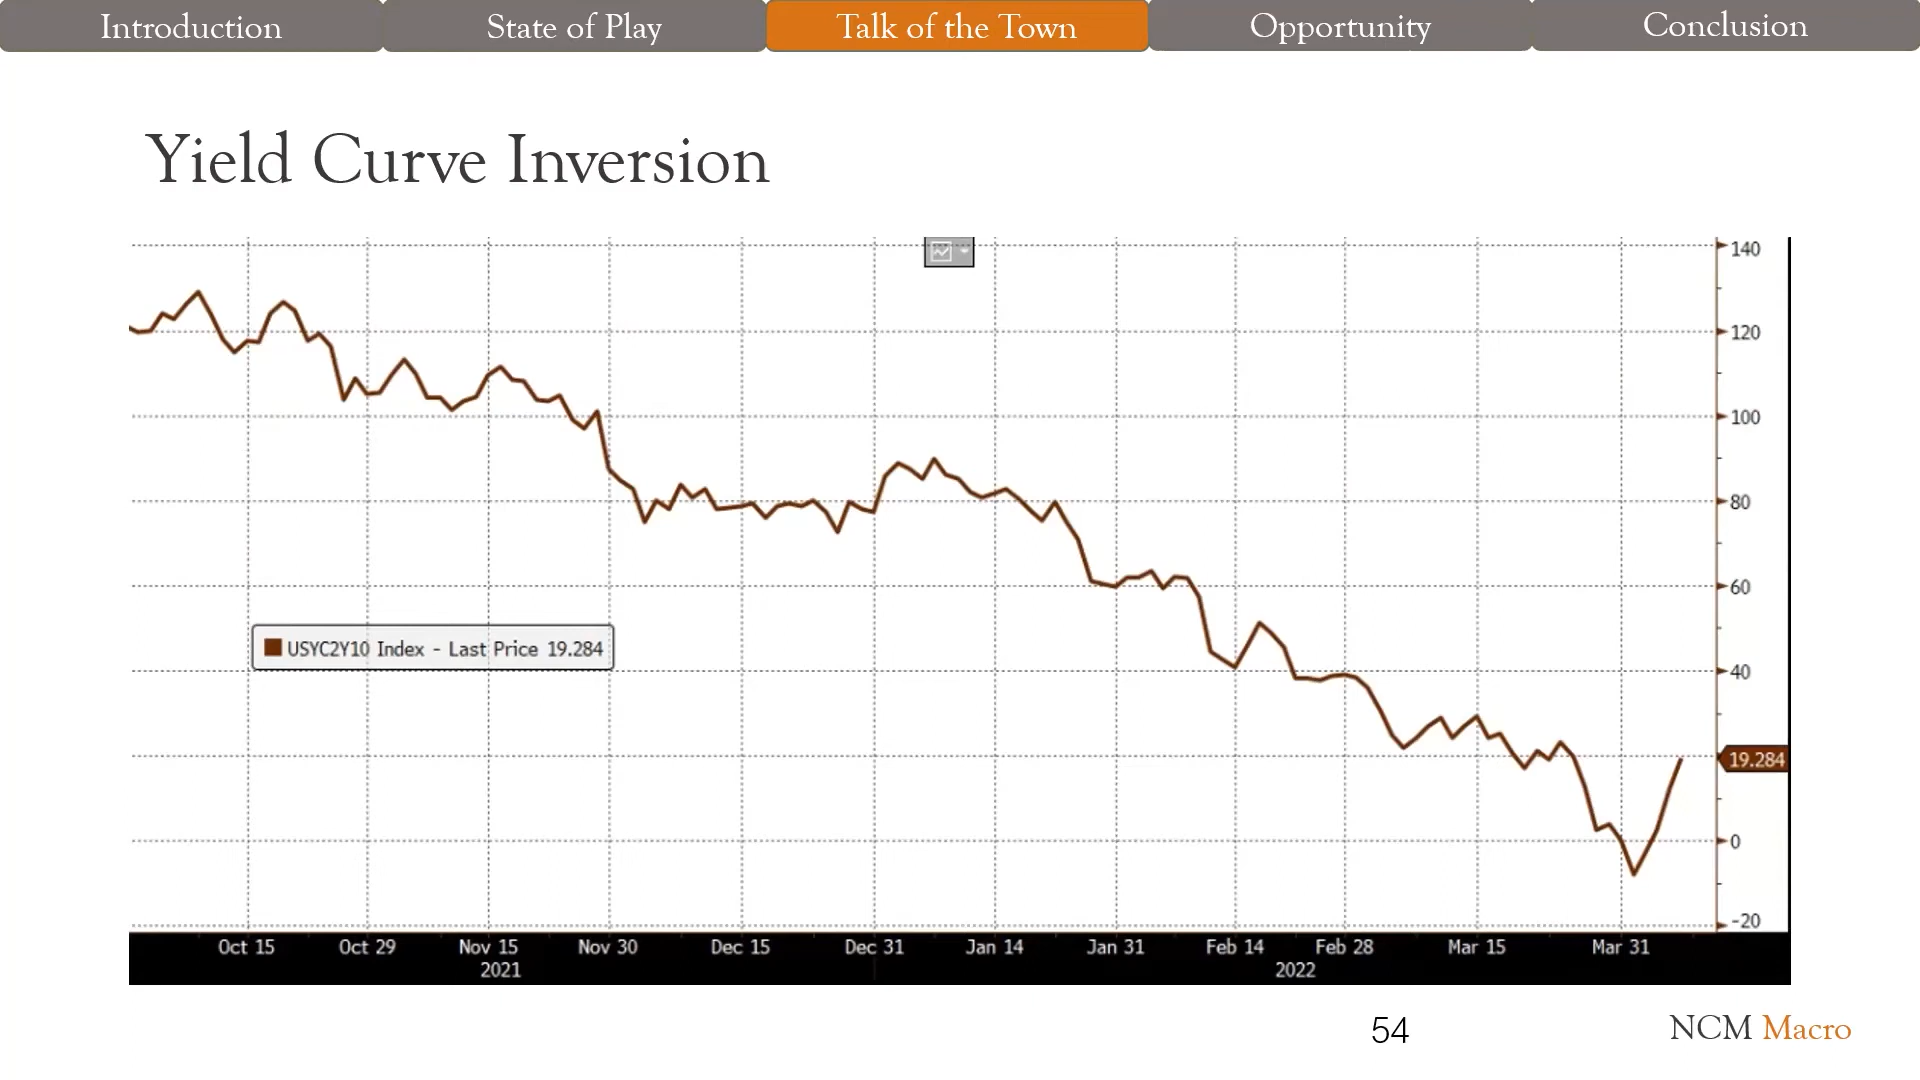 Introduction State of Play Talk of the Town Opportunity Conclusion
Yield Curve Inversion
140
120
100
80
60
USYC2Y10 Index - Last Price 19.284
40
19.284
0
-20
Oct 15 Oct 29 Nov 15 Nov 30 Dec 15 Dec 31 Jan 14 Jan 31 Feb 14 Feb 28 Mar 15 Mar 31
2021 2022
54 NCM Macro